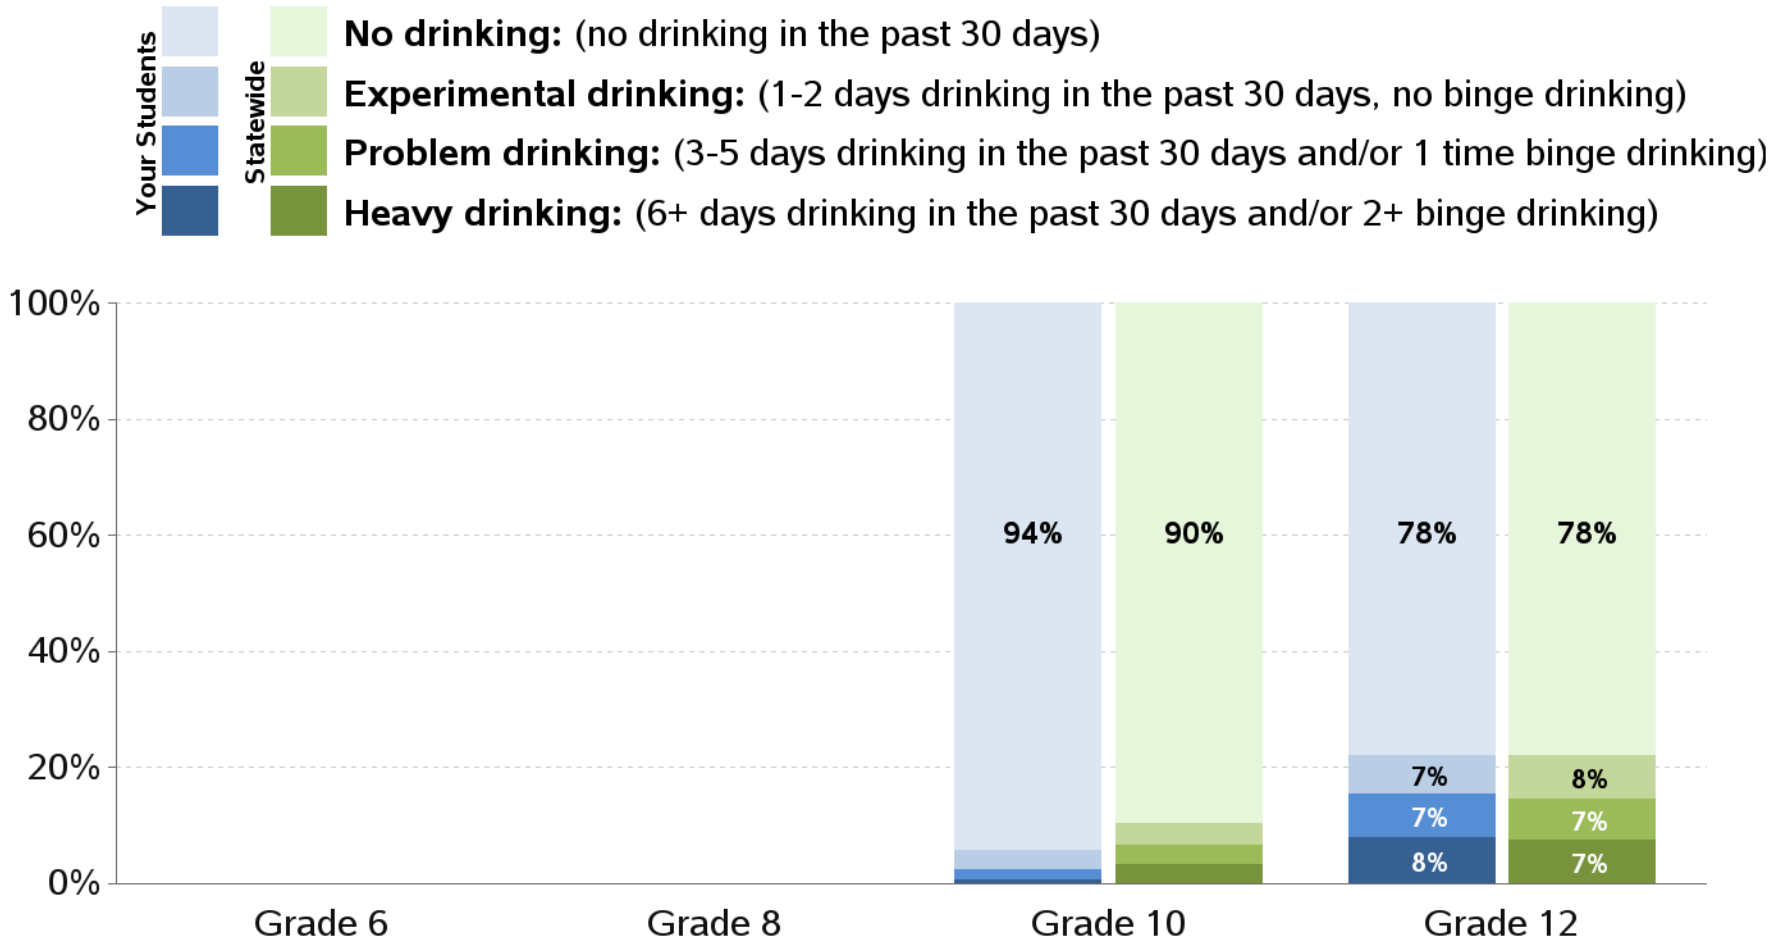 Your Students
Statewide
No drinking: (no drinking in the past 30 days)
Experimental drinking: (1-2 days drinking in the past 30 days, no binge drinking)
Problem drinking: (3-5 days drinking in the past 30 days and/or 1 time binge drinking)
Heavy drinking: (6+ days drinking in the past 30 days and/or 2+ binge drinking)
100%
80%
60%
40%
20%
0%
94%
90%
78%
78%
7%
8%
7%
7%
8%
7%
Grade 6
Grade 8
Grade 10
Grade 12